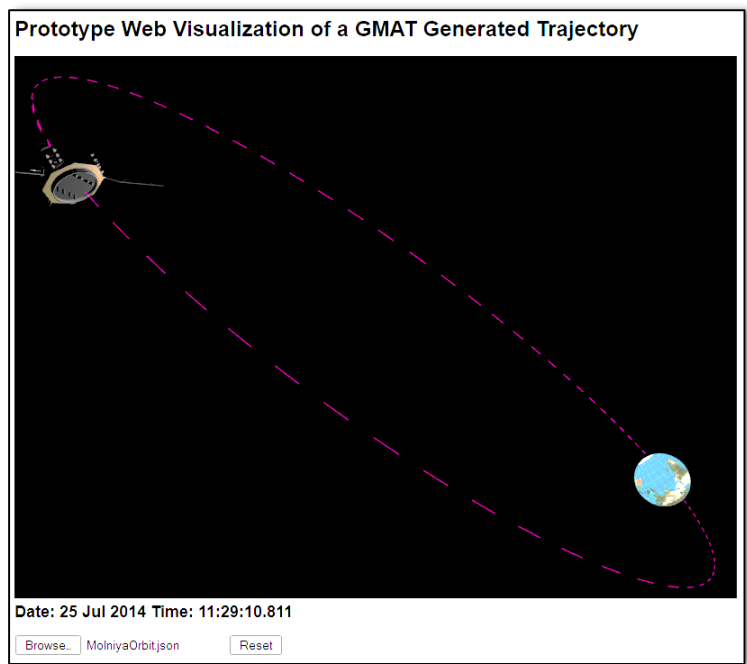 Prototype Web Visualization of a GMAT Generated Trajectory
Date: 25 Jul 2014 Time: 11:29:10.811
Browse.. MolniyaOrbit.json Reset